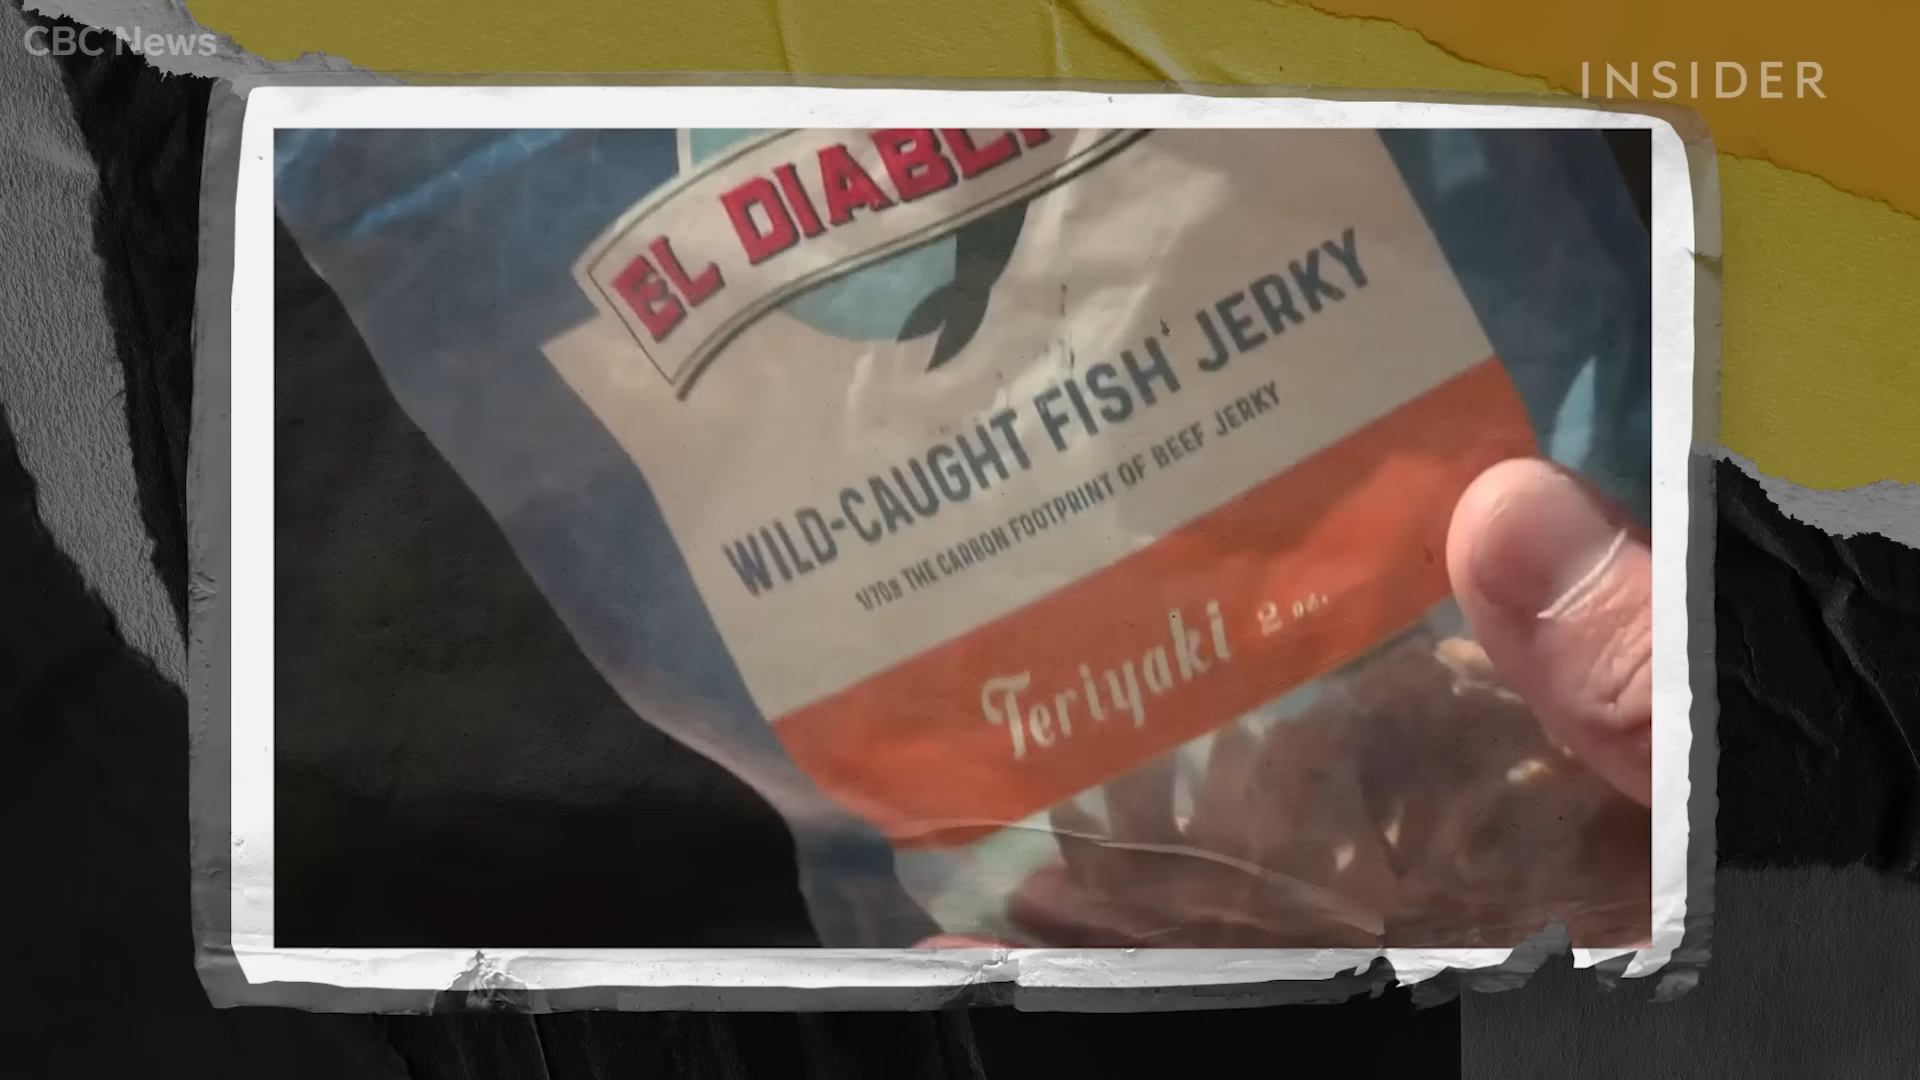 CBC News
INSIDER
EL DIABL
WILD-CAUGHT FISH JERKY
1/70th THE CARBON FOOTPRINT OF BEEF JERKY
Teriyaki 2 oz.